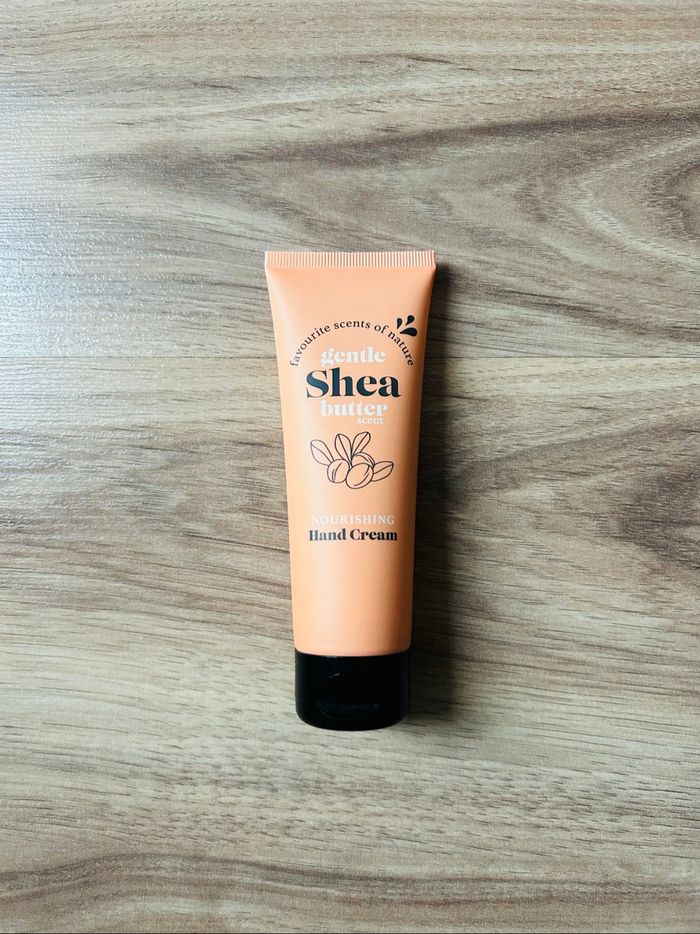 favourite scents of nature
gentle
Shea
butter
scent
NOURISHING
Hand Cream